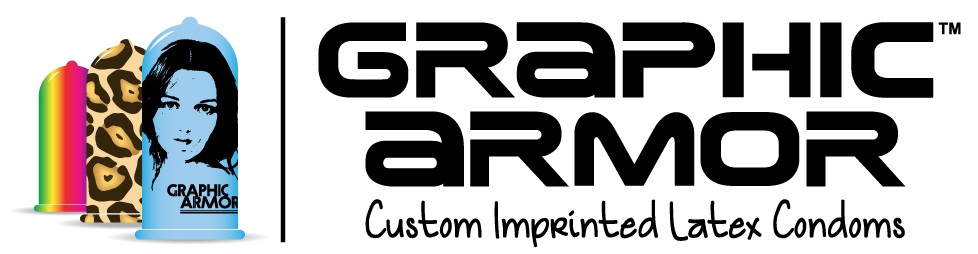 GRAPHIC
ARMOR
GRAPHIC™
ARMOR
Custom Imprinted Latex Condoms